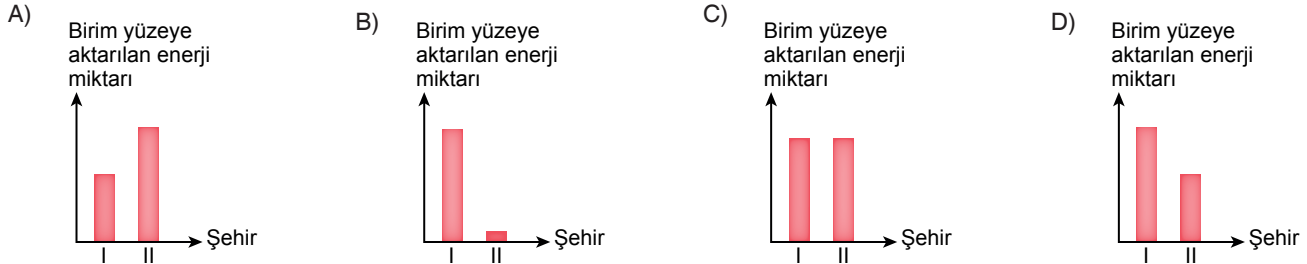 A)
Birim yüzeye
aktarılan enerji
miktarı
Şehir
I II
B)
Birim yüzeye
aktarılan enerji
miktarı
Şehir
I II
C)
Birim yüzeye
aktarılan enerji
miktarı
Şehir
I II
D)
Birim yüzeye
aktarılan enerji
miktarı
Şehir
I II